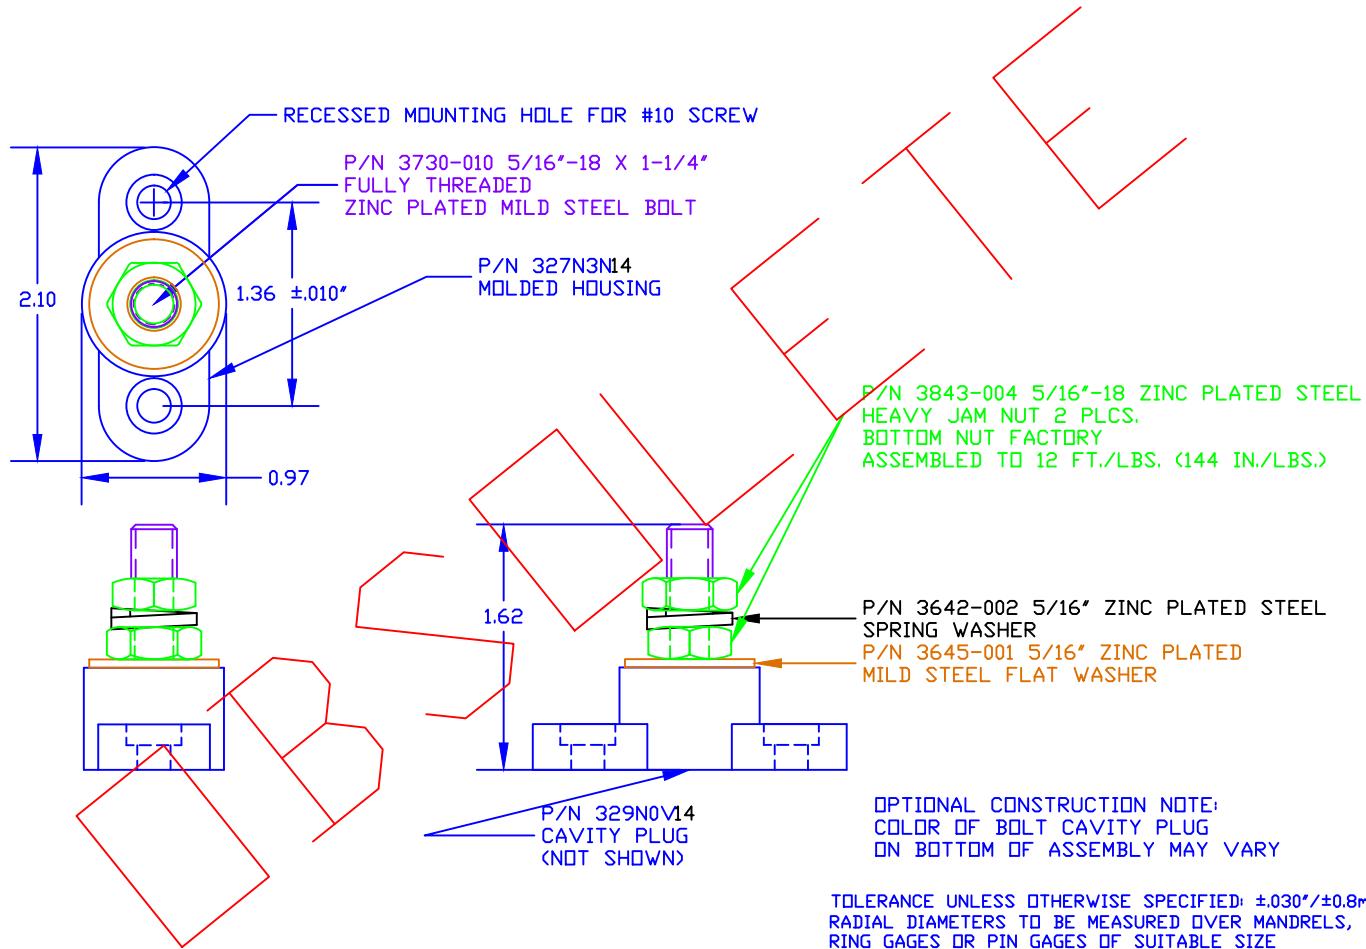 RECESSED MOUNTING HOLE FOR #10 SCREW
P/N 3730-010 5/16"-18 X 1-1/4"
FULLY THREADED
ZINC PLATED MILD STEEL BOLT
P/N 327N3N14
MOLDED HOUSING
2.10
1.36 ±.010"
0.97
P/N 3843-004 5/16"-18 ZINC PLATED STEEL
HEAVY JAM NUT 2 PLCS.
BOTTOM NUT FACTORY
ASSEMBLED TO 12 FT./LBS. (144 IN./LBS.)
1.62
P/N 3642-002 5/16" ZINC PLATED STEEL
SPRING WASHER
P/N 3645-001 5/16" ZINC PLATED
MILD STEEL FLAT WASHER
P/N 329N0V14
CAVITY PLUG
(NOT SHOWN)
OPTIONAL CONSTRUCTION NOTE:
COLOR OF BOLT CAVITY PLUG
ON BOTTOM OF ASSEMBLY MAY VARY
TOLERANCE UNLESS OTHERWISE SPECIFIED: ±.030"/±0.8m
RADIAL DIAMETERS TO BE MEASURED OVER MANDRELS,
RING GAGES OR PIN GAGES OF SUITABLE SIZE
OBSOLETE